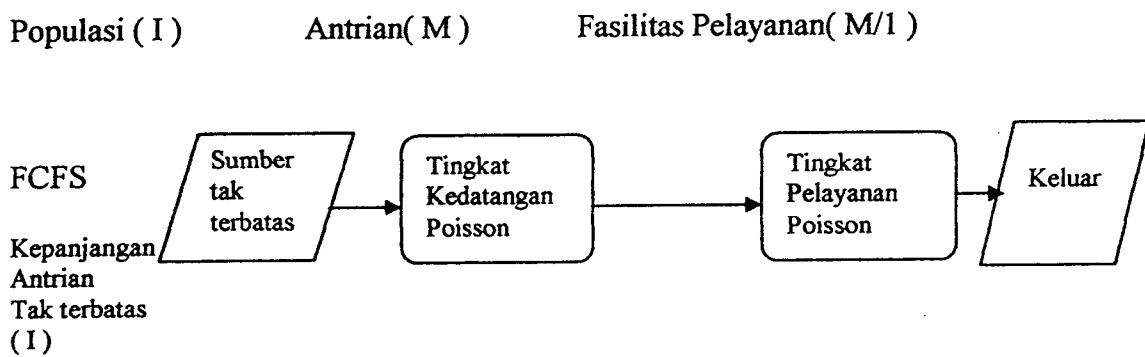 Populasi ( I ) Antrian( M ) Fasilitas Pelayanan( M/1 )
FCFS
Kepanjangan
Antrian
Tak terbatas
( I )
Sumber
tak
terbatas
Tingkat
Kedatangan
Poisson
Tingkat
Pelayanan
Poisson
Keluar